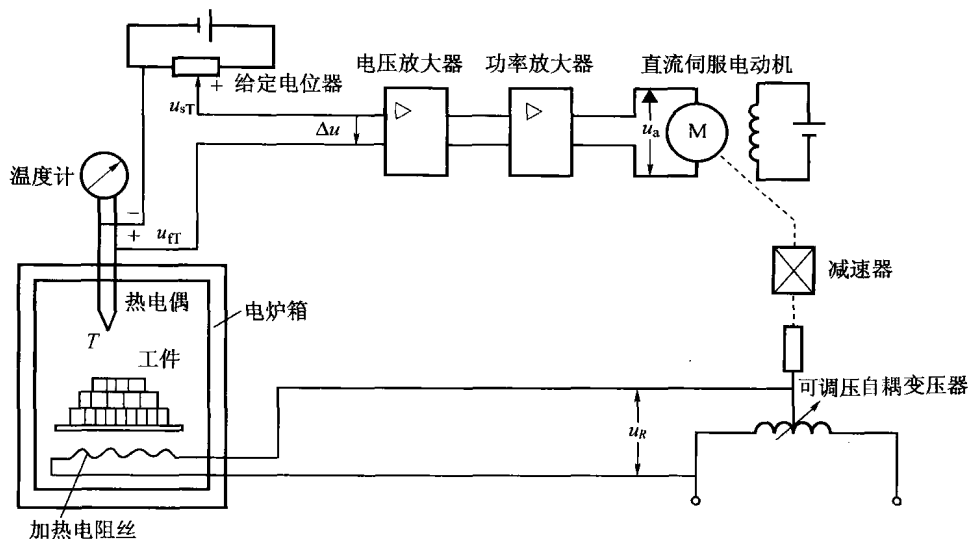 给定电位器
+
u_sT
Δu
电压放大器
▷
功率放大器
▷
直流伺服电动机
u_a
M
温度计
−
+
u_fT
减速器
热电偶
T
电炉箱
工件
可调压自耦变压器
u_R
加热电阻丝